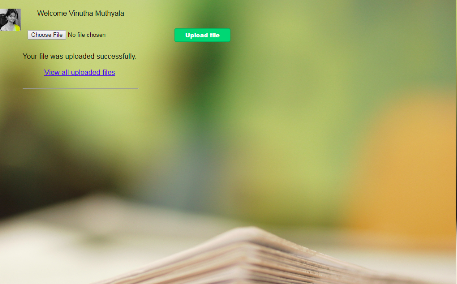 Welcome Vinutha Muthyala
Choose File No file chosen Upload file
Your file was uploaded successfully.
View all uploaded files